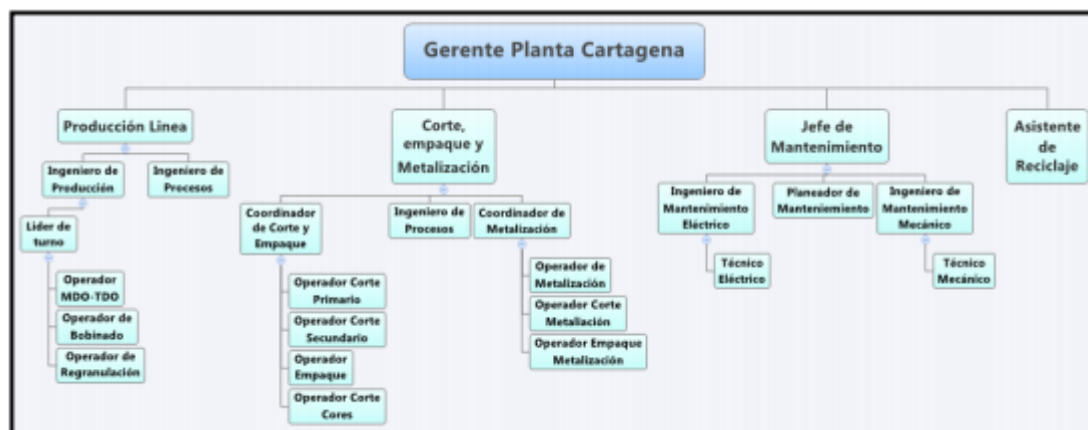 Gerente Planta Cartagena
Producción Linea
Corte,
empaque y
Metalización
Jefe de
Mantenimiento
Asistente
de
Reciclaje
Ingeniero de
Producción
Ingeniero de
Procesos
Lider de
turno
Operador
MDO-TDO
Operador de
Bobinado
Operador de
Regranulación
Coordinador
de Corte y
Empaque
Ingeniero de
Procesos
Coordinador de
Metalización
Operador Corte
Primario
Operador Corte
Secundario
Operador
Empaque
Operador Corte
Cores
Operador de
Metalización
Operador Corte
Metaliación
Operador Empaque
Metalización
Ingeniero de
Mantenimiento
Eléctrico
Planeador de
Manteniemiento
Ingeniero de
Mantenimiento
Mecánico
Técnico
Eléctrico
Técnico
Mecánico